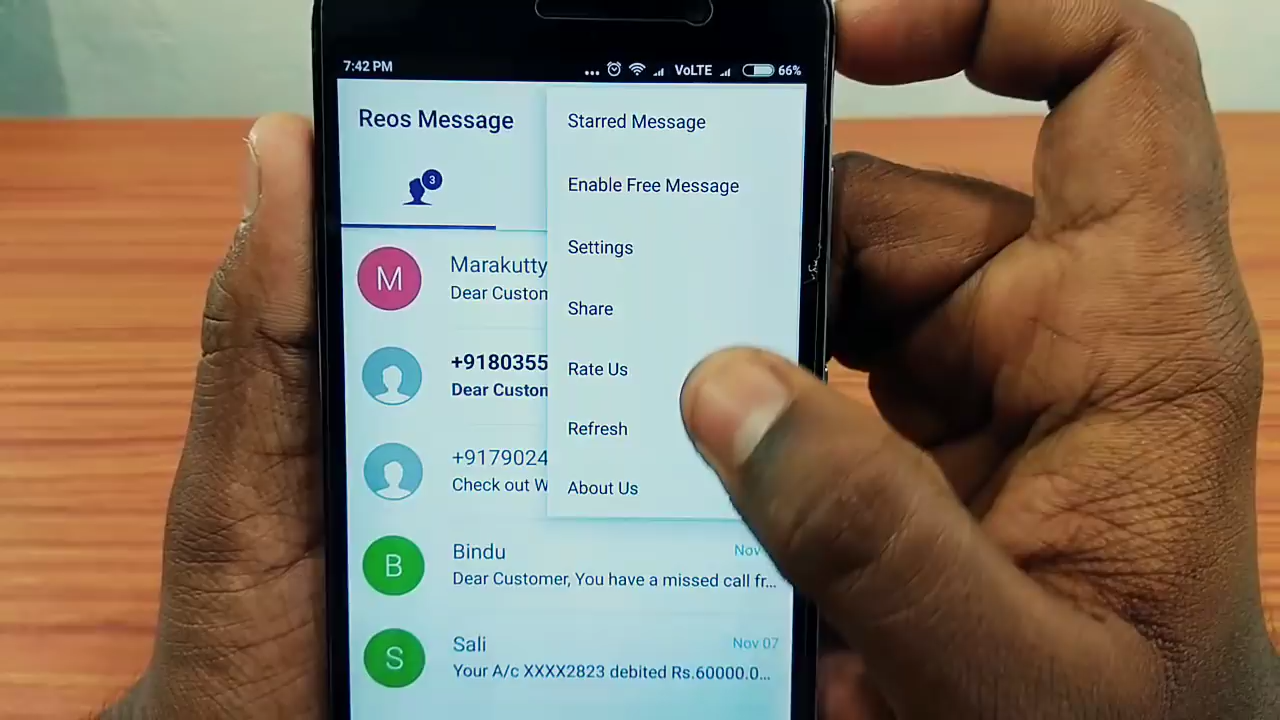 7:42 PM
VoLTE
66%
Reos Message
3
Starred Message
Enable Free Message
Settings
Share
Rate Us
Refresh
About Us
M
Marakutty
Dear Custom
+9180355
Dear Custom
+9179024
Check out W
B
Bindu
Nov
Dear Customer, You have a missed call fr...
S
Sali
Nov 07
Your A/c XXXX2823 debited Rs.60000.0...